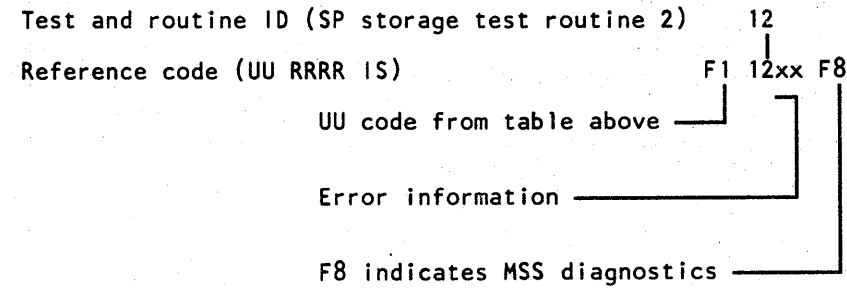 Test and routine ID (SP storage test routine 2) 12
Reference code (UU RRRR IS) F1 12xx F8
UU code from table above
Error information
F8 indicates MSS diagnostics